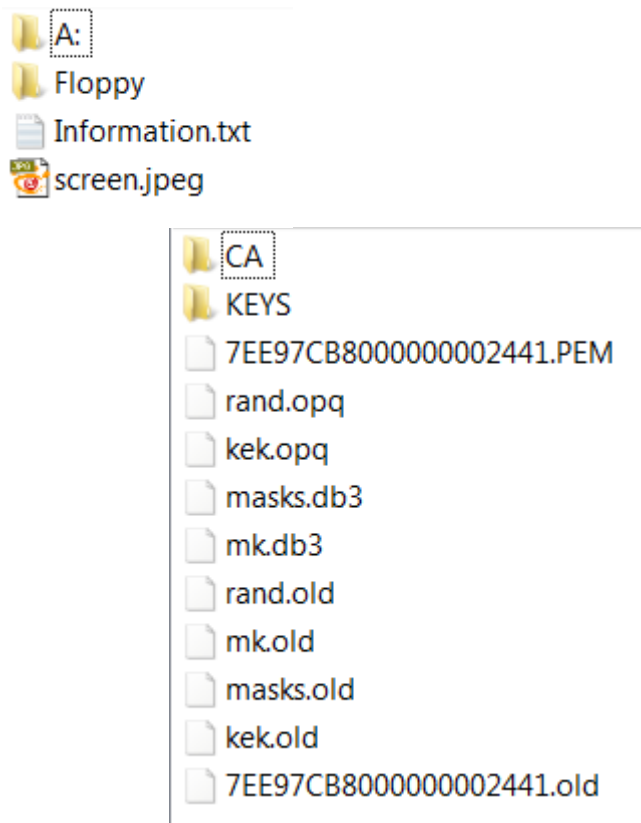 A:
Floppy
Information.txt
JPG
screen.jpeg
CA
KEYS
7EE97CB8000000002441.PEM
rand.opq
kek.opq
masks.db3
mk.db3
rand.old
mk.old
masks.old
kek.old
7EE97CB8000000002441.old